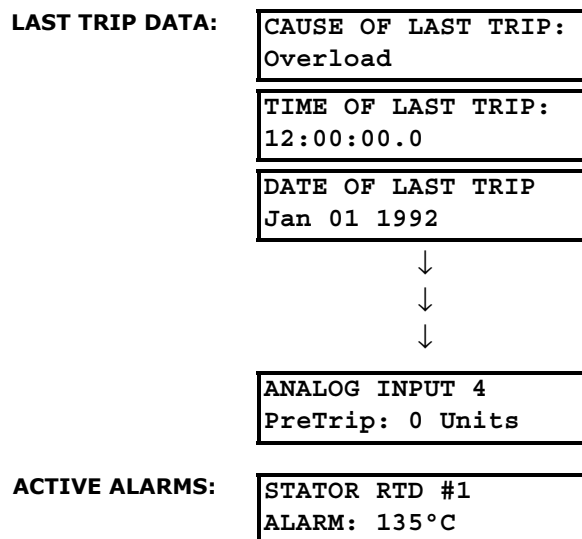 LAST TRIP DATA:
CAUSE OF LAST TRIP:
Overload
TIME OF LAST TRIP:
12:00:00.0
DATE OF LAST TRIP
Jan 01 1992
↓
↓
↓
ANALOG INPUT 4
PreTrip: 0 Units
ACTIVE ALARMS:
STATOR RTD #1
ALARM: 135°C